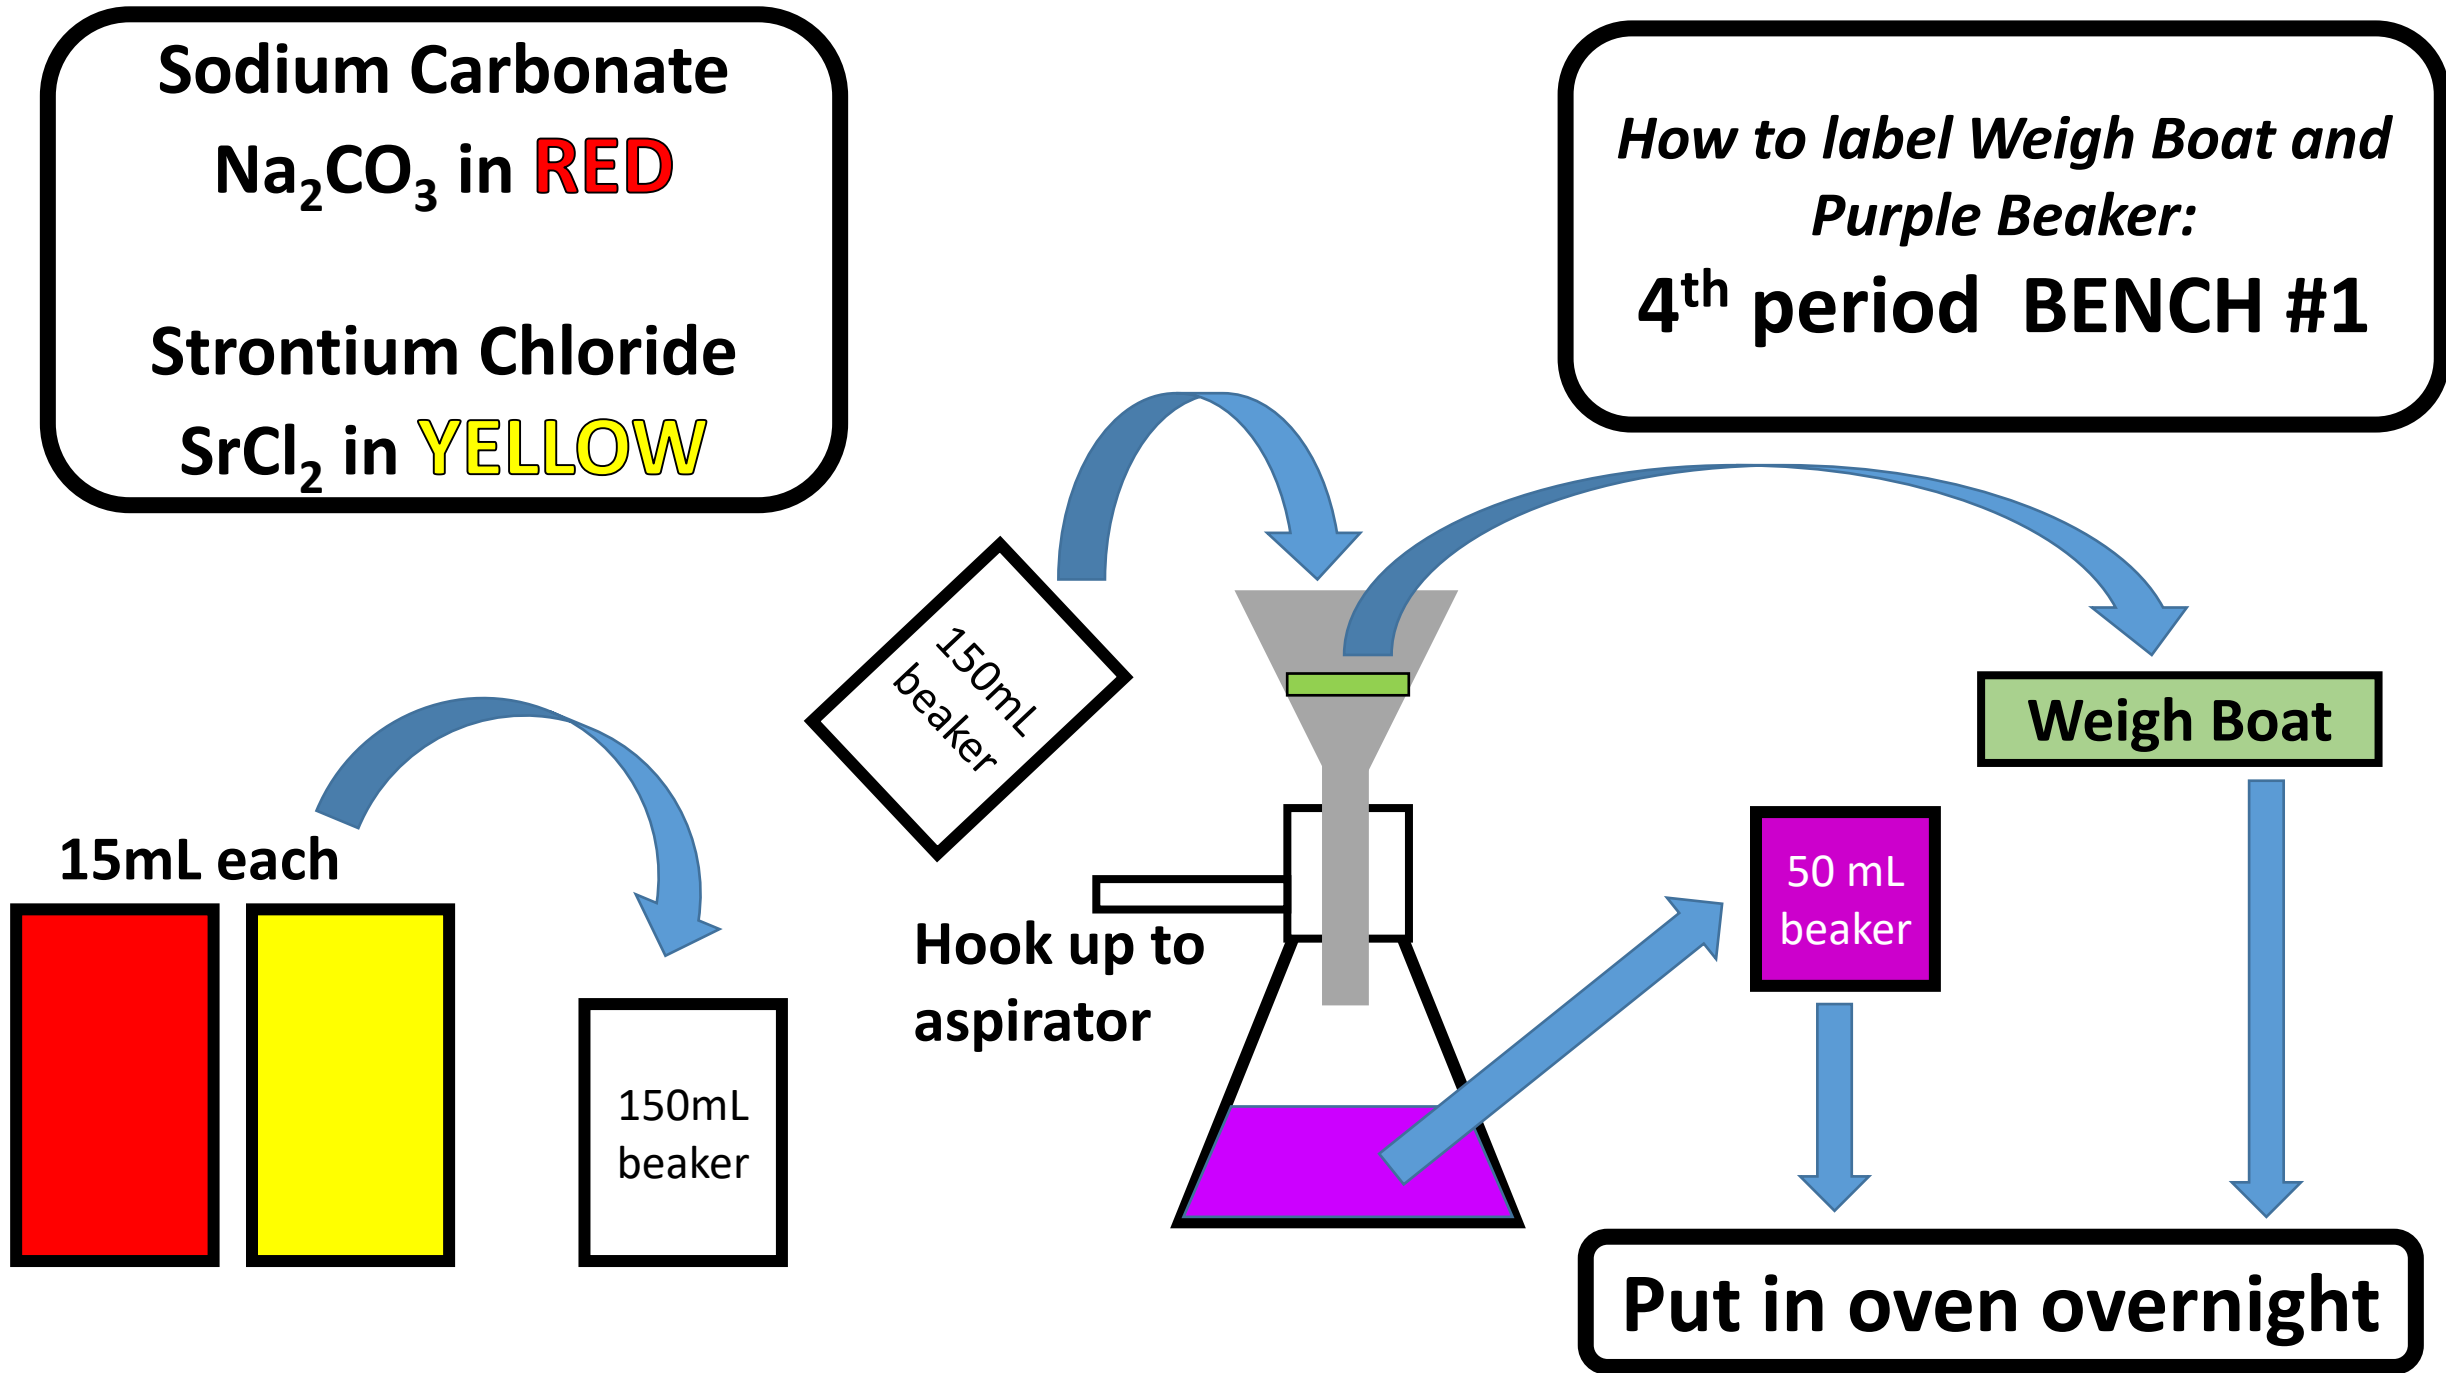 Sodium Carbonate
Na₂CO₃ in RED
Strontium Chloride
SrCl₂ in YELLOW
How to label Weigh Boat and
Purple Beaker:
4ᵗʰ period BENCH #1
15mL each
150mL
beaker
150mL
beaker
Hook up to
aspirator
50 mL
beaker
Weigh Boat
Put in oven overnight